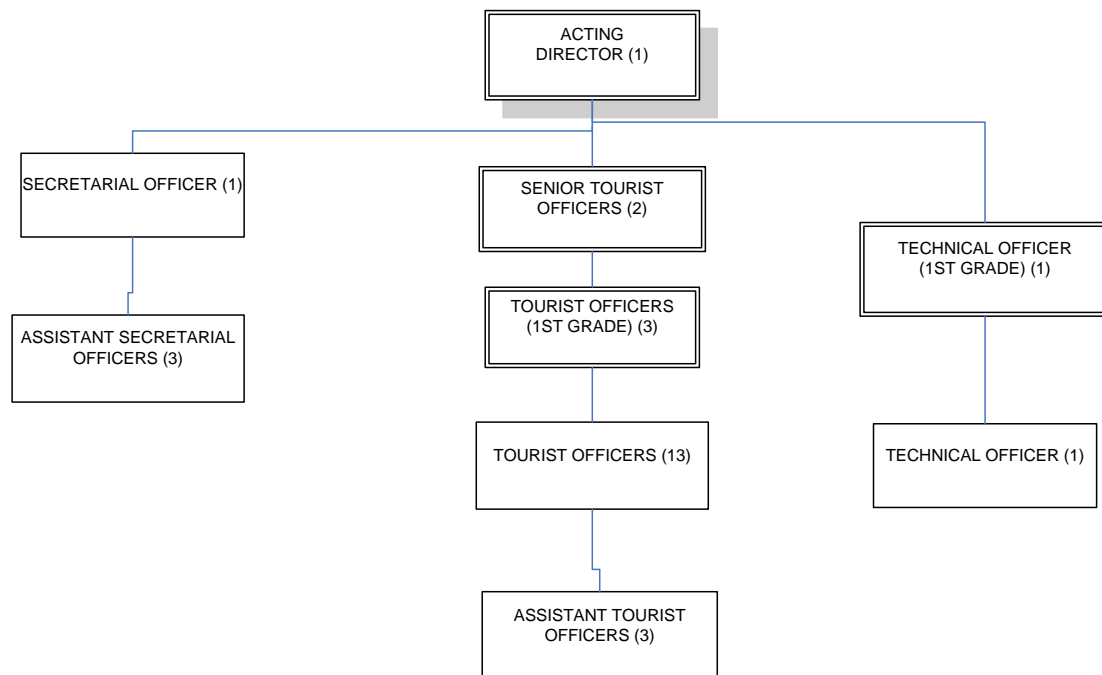 ACTING
DIRECTOR (1)
SECRETARIAL OFFICER (1)
SENIOR TOURIST
OFFICERS (2)
TECHNICAL OFFICER
(1ST GRADE) (1)
TOURIST OFFICERS
(1ST GRADE) (3)
ASSISTANT SECRETARIAL
OFFICERS (3)
TOURIST OFFICERS (13)
TECHNICAL OFFICER (1)
ASSISTANT TOURIST
OFFICERS (3)